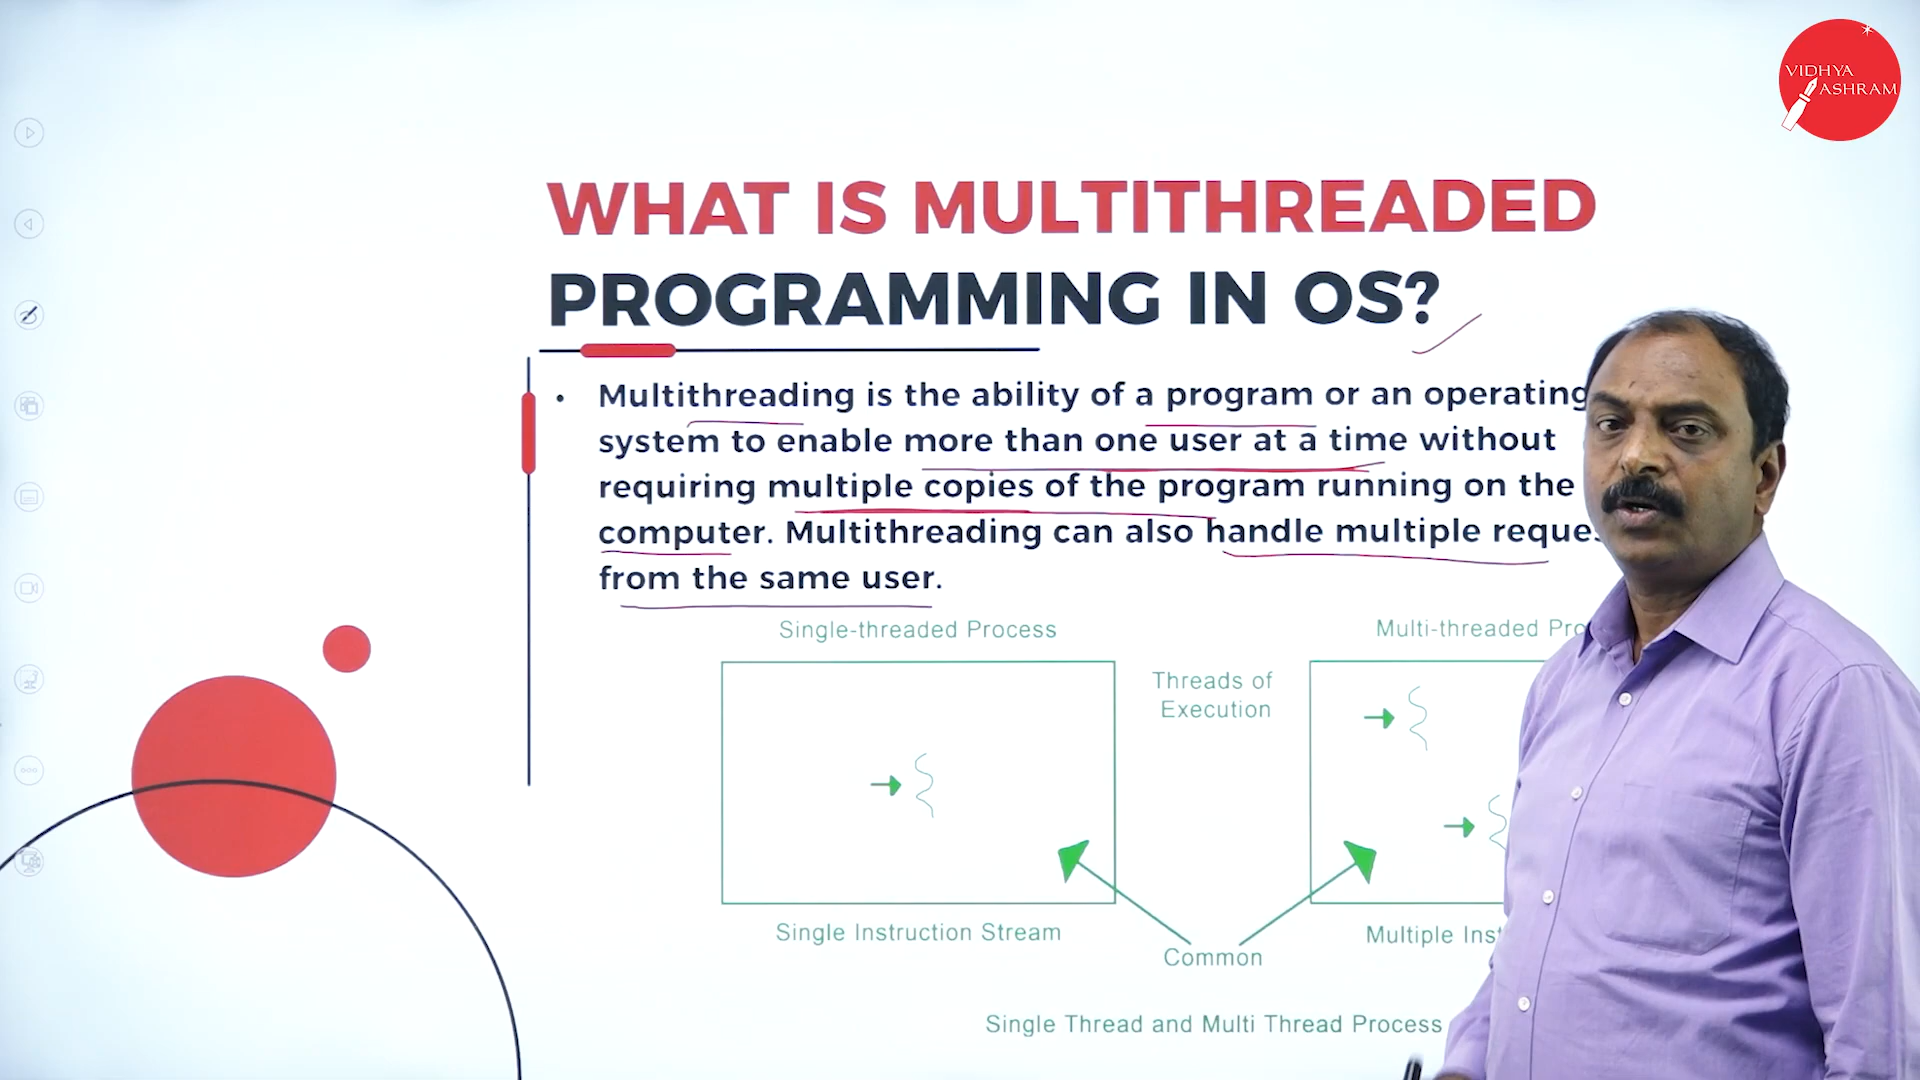 VIDHYA
ASHRAM
WHAT IS MULTITHREADED
PROGRAMMING IN OS?
• Multithreading is the ability of a program or an operating
system to enable more than one user at a time without
requiring multiple copies of the program running on the
computer. Multithreading can also handle multiple
from the same user.
Single-threaded Process
Multi-threaded
Threads of
Execution
Single Instruction Stream
Multiple
Common
Single Thread and Multi Thread Process